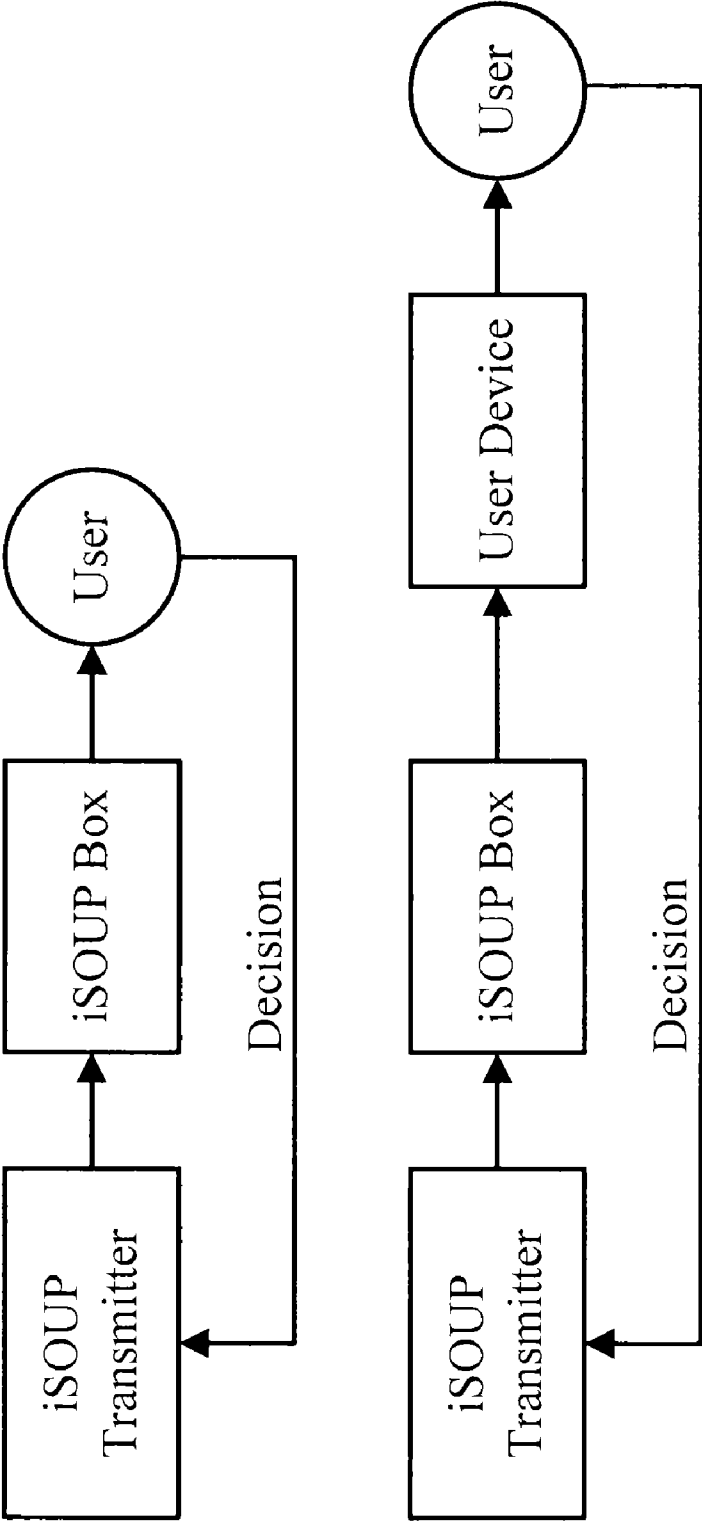 iSOUP
Transmitter
iSOUP Box
User
Decision
iSOUP
Transmitter
iSOUP Box
User Device
User
Decision